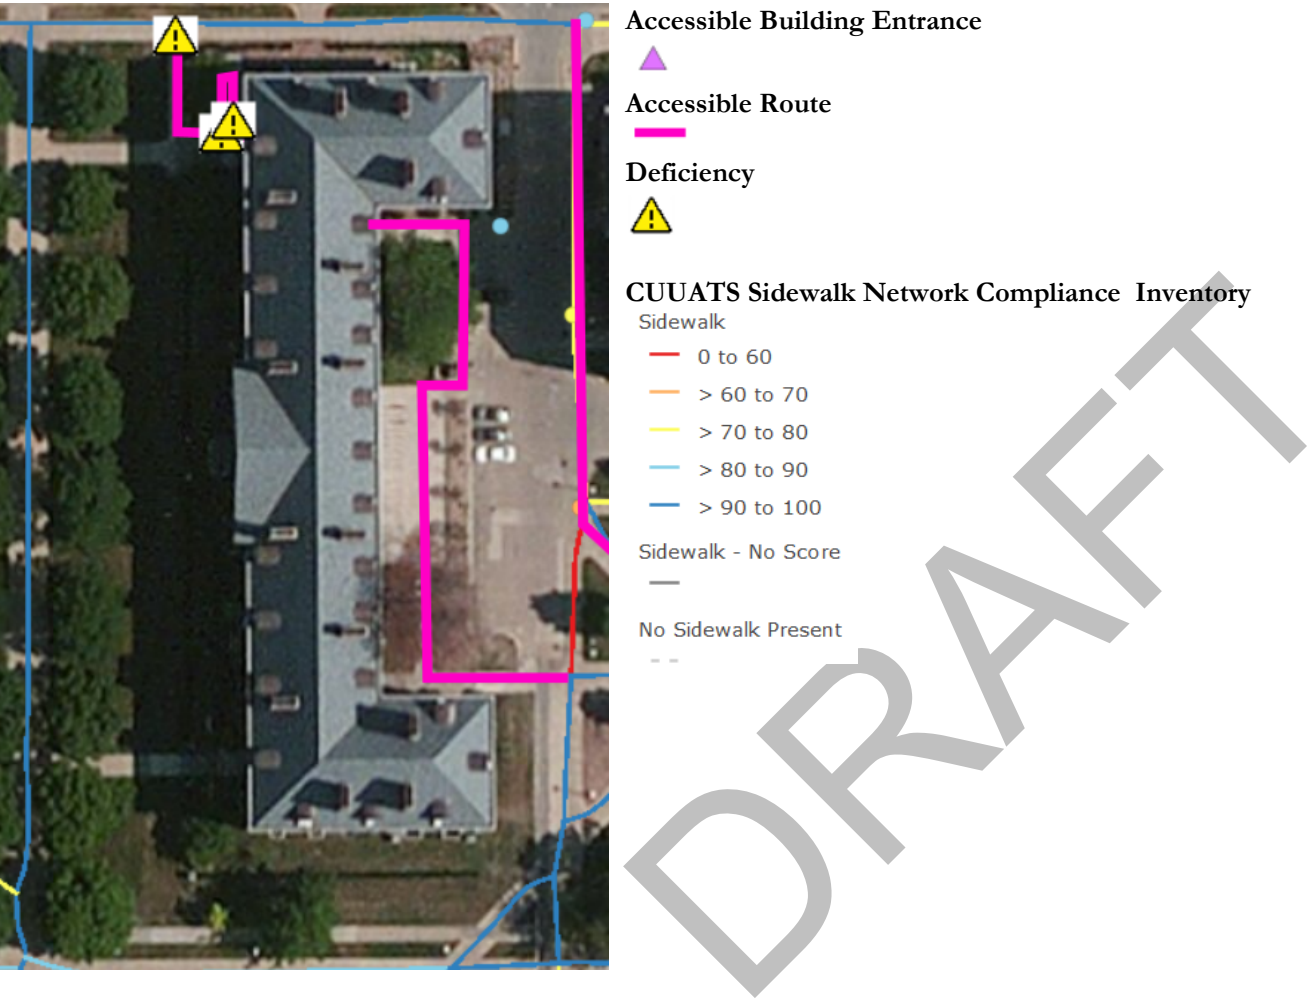 Accessible Building Entrance
Accessible Route
Deficiency
CUUATS Sidewalk Network Compliance  Inventory
Sidewalk
0 to 60
> 60 to 70
> 70 to 80
> 80 to 90
> 90 to 100
Sidewalk - No Score
No Sidewalk Present
DRAFT